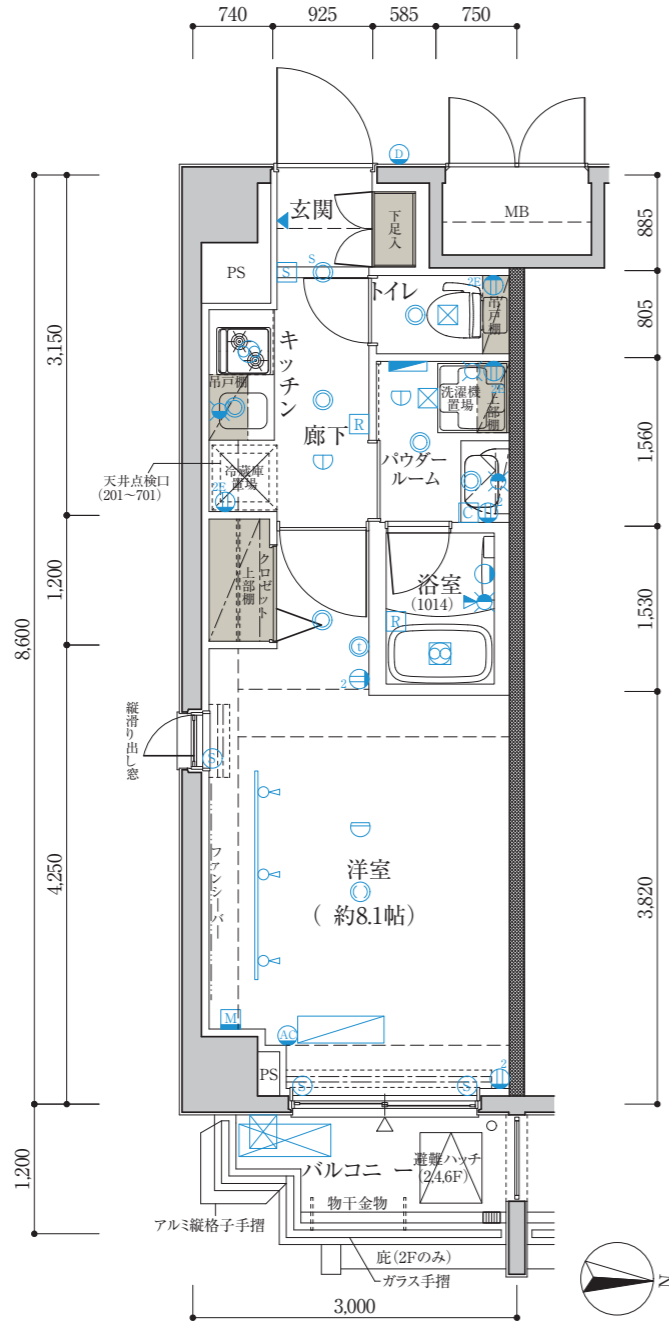 740
925
585
750
D
玄関
下足入
MB
PS
S
S
トイレ
2E
吊戸棚
キッチン
吊戸棚
廊下
R
洗濯機
置場
上部棚
パウダー
ルーム
天井点検口
(201~701)
冷蔵庫
置場
2E
C
2
クロゼット
上部棚
浴室
(1014)
R
t
2
縦滑り出し窓
S
ファンシーバー
洋室
(約8.1帖)
M
AC
PS
S
S
2
バルコニー
避難ハッチ
(2,4,6F)
物干金物
アルミ縦格子手摺
庇(2Fのみ)
ガラス手摺
3,150
1,200
8,600
4,250
1,200
885
805
1,560
1,530
3,820
3,000
N